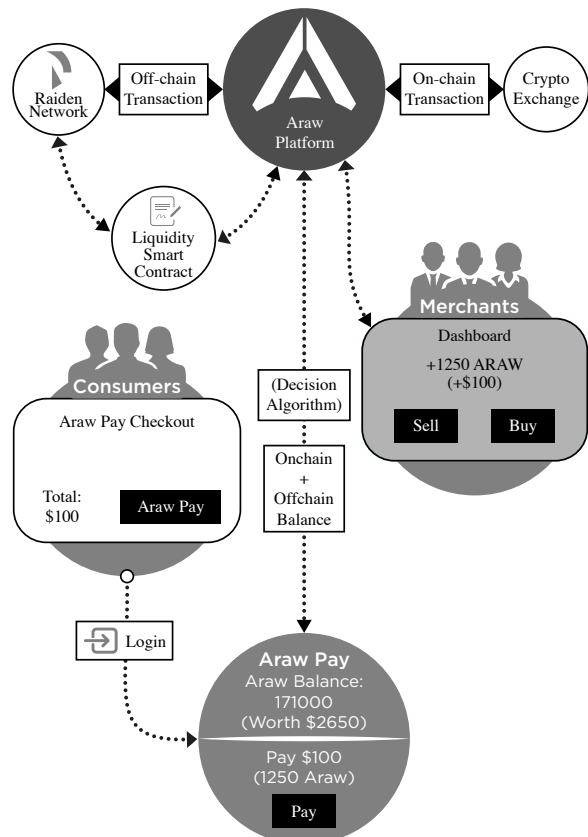 Raiden
Network
Off-chain
Transaction
Araw
Platform
On-chain
Transaction
Crypto
Exchange
Liquidity
Smart
Contract
Merchants
Dashboard
+1250 ARAW
(+$100)
Sell
Buy
Consumers
Araw Pay Checkout
Total:
$100
Araw Pay
(Decision
Algorithm)
Onchain
+
Offchain
Balance
Login
Araw Pay
Araw Balance:
171000
(Worth $2650)
Pay $100
(1250 Araw)
Pay